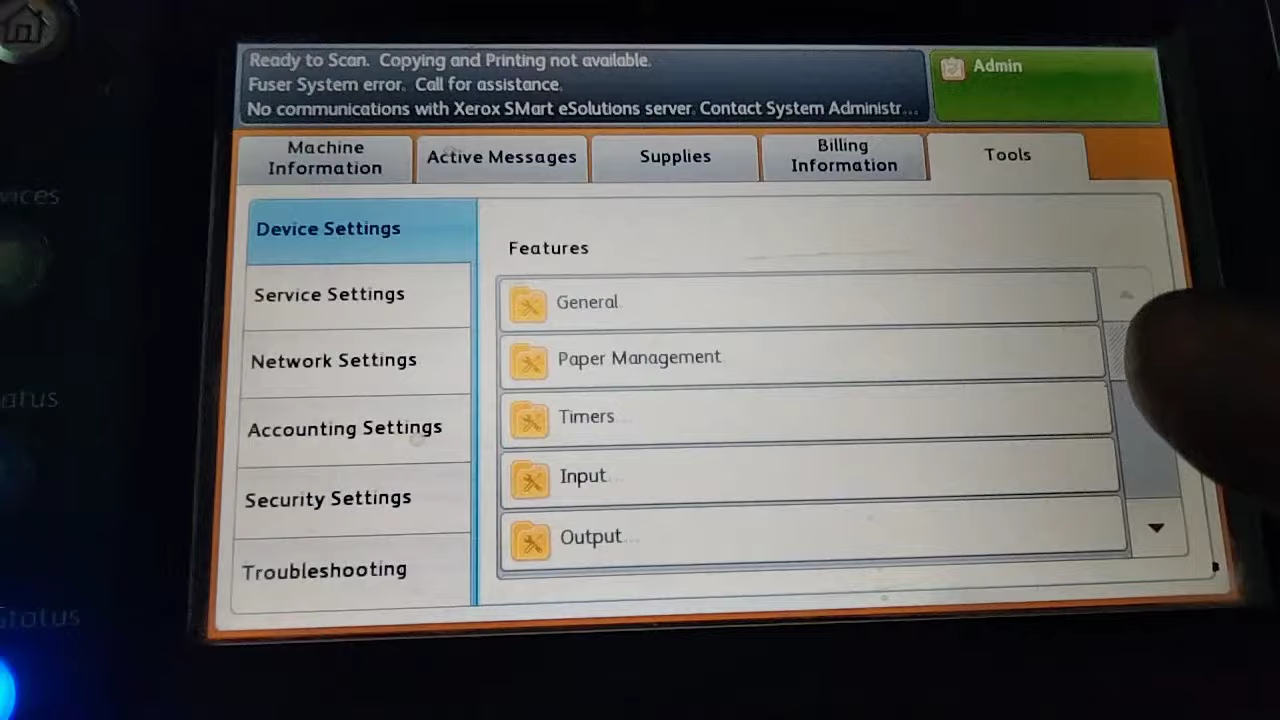 Ready to Scan. Copying and Printing not available.
Fuser System error. Call for assistance.
No communications with Xerox SMart eSolutions server. Contact System Administr...
Admin
Machine
Information
Active Messages
Supplies
Billing
Information
Tools
Device Settings
Service Settings
Network Settings
Accounting Settings
Security Settings
Troubleshooting
Features
General
Paper Management
Timers...
Input...
Output...
Status